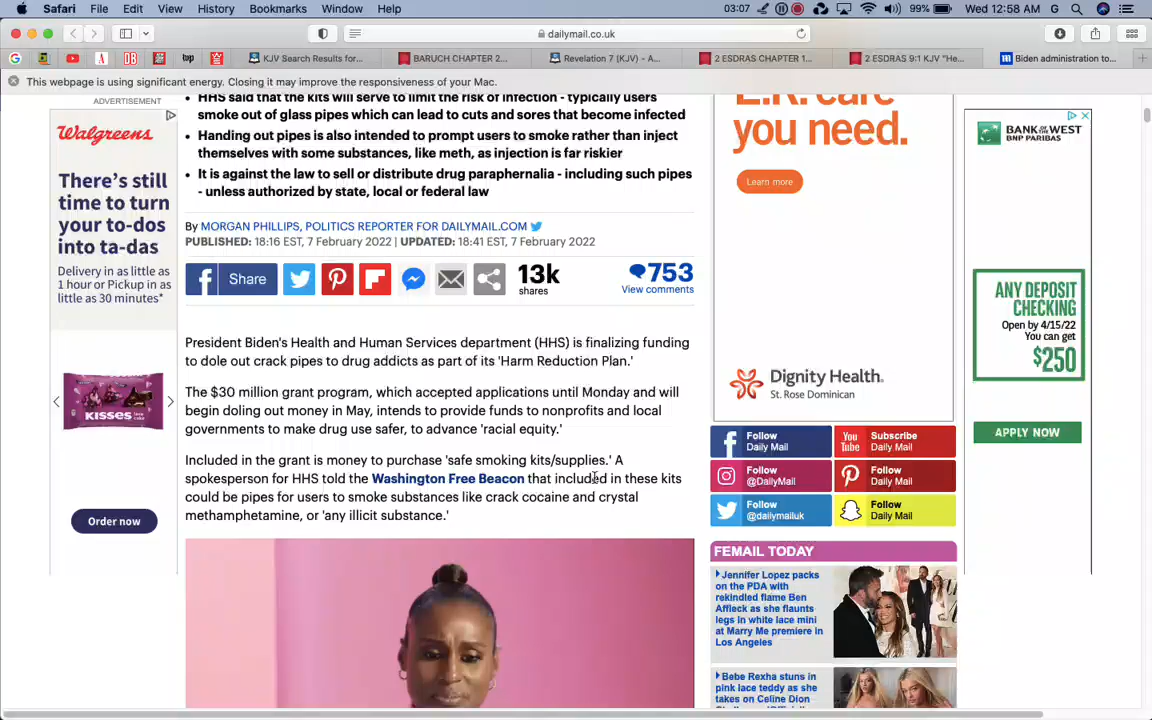 Safari File Edit View History Bookmarks Window Help 03:07 99% Wed 12:58 AM G
dailymail.co.uk
KJV Search Results for...
BARUCH CHAPTER 2...
Revelation 7 (KJV) - A...
2 ESDRAS CHAPTER 1...
2 ESDRAS 9:1 KJV "He...
Biden administration to...
This webpage is using significant energy. Closing it may improve the responsiveness of your Mac.
ADVERTISEMENT
Walgreens
There's still
time to turn
your to-dos
into ta-das
Delivery in as little as
1 hour or Pickup in as
little as 30 minutes*
KISSES
Order now
• HHS said that the kits will serve to limit the risk of infection - typically users
smoke out of glass pipes which can lead to cuts and sores that become infected
• Handing out pipes is also intended to prompt users to smoke rather than inject
themselves with some substances, like meth, as injection is far riskier
• It is against the law to sell or distribute drug paraphernalia - including such pipes
- unless authorized by state, local or federal law
By MORGAN PHILLIPS, POLITICS REPORTER FOR DAILYMAIL.COM
PUBLISHED: 18:16 EST, 7 February 2022 | UPDATED: 18:41 EST, 7 February 2022
Share
13k
shares
753
View comments
President Biden's Health and Human Services department (HHS) is finalizing funding
to dole out crack pipes to drug addicts as part of its 'Harm Reduction Plan.'
The $30 million grant program, which accepted applications until Monday and will
begin doling out money in May, intends to provide funds to nonprofits and local
governments to make drug use safer, to advance 'racial equity.'
Included in the grant is money to purchase 'safe smoking kits/supplies.' A
spokesperson for HHS told the Washington Free Beacon that included in these kits
could be pipes for users to smoke substances like crack cocaine and crystal
methamphetamine, or 'any illicit substance.'
E.R. care
you need.
Learn more
Dignity Health.
St. Rose Dominican
Follow
Daily Mail
Subscribe
Daily Mail
Follow
@DailyMail
Follow
Daily Mail
Follow
@dailymailuk
Follow
Daily Mail
FEMAIL TODAY
Jennifer Lopez packs
on the PDA with
rekindled flame Ben
Affleck as she flaunts
legs in white lace mini
at Marry Me premiere in
Los Angeles
Bebe Rexha stuns in
pink lace teddy as she
takes on Celine Dion
BANK OF THE WEST
BNP PARIBAS
ANY DEPOSIT
CHECKING
Open by 4/15/22
You can get
$250
APPLY NOW